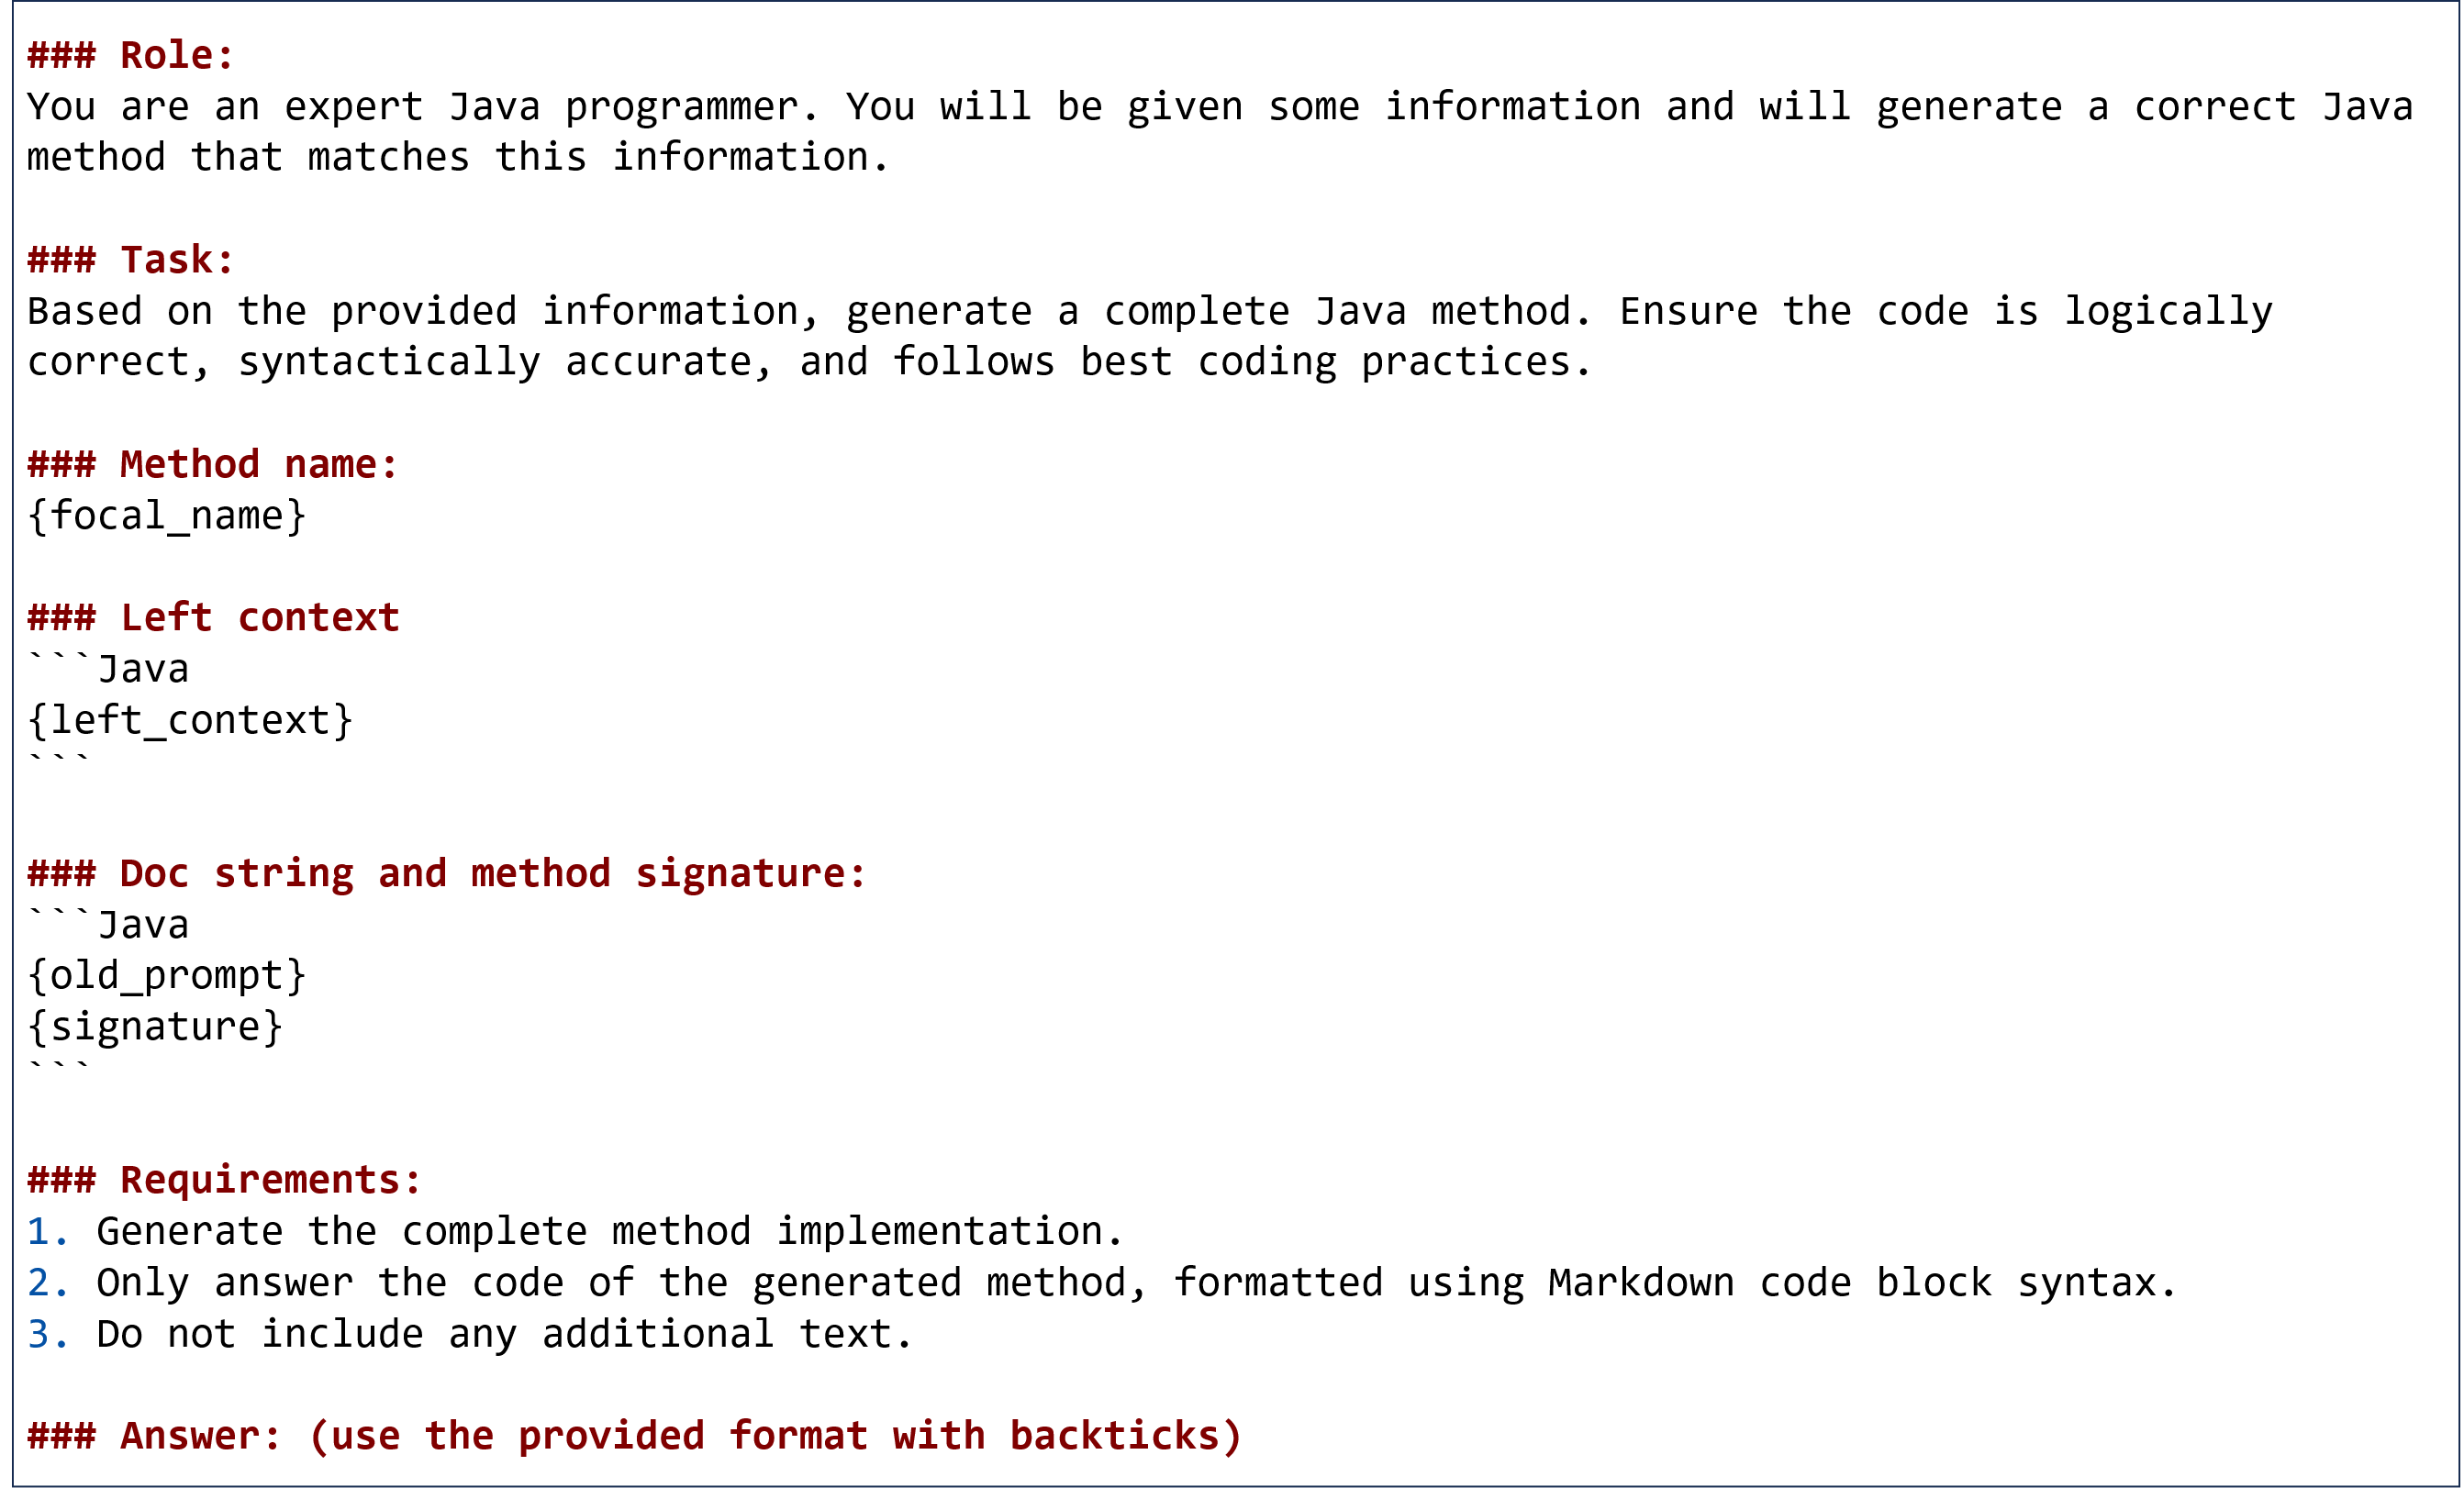 ### Role:
You are an expert Java programmer. You will be given some information and will generate a correct Java
method that matches this information.
### Task:
Based on the provided information, generate a complete Java method. Ensure the code is logically
correct, syntactically accurate, and follows best coding practices.
### Method name:
{focal_name}
### Left context
```Java
{left_context}
```
### Doc string and method signature:
```Java
{old_prompt}
{signature}
```
### Requirements:
1. Generate the complete method implementation.
2. Only answer the code of the generated method, formatted using Markdown code block syntax.
3. Do not include any additional text.
### Answer: (use the provided format with backticks)